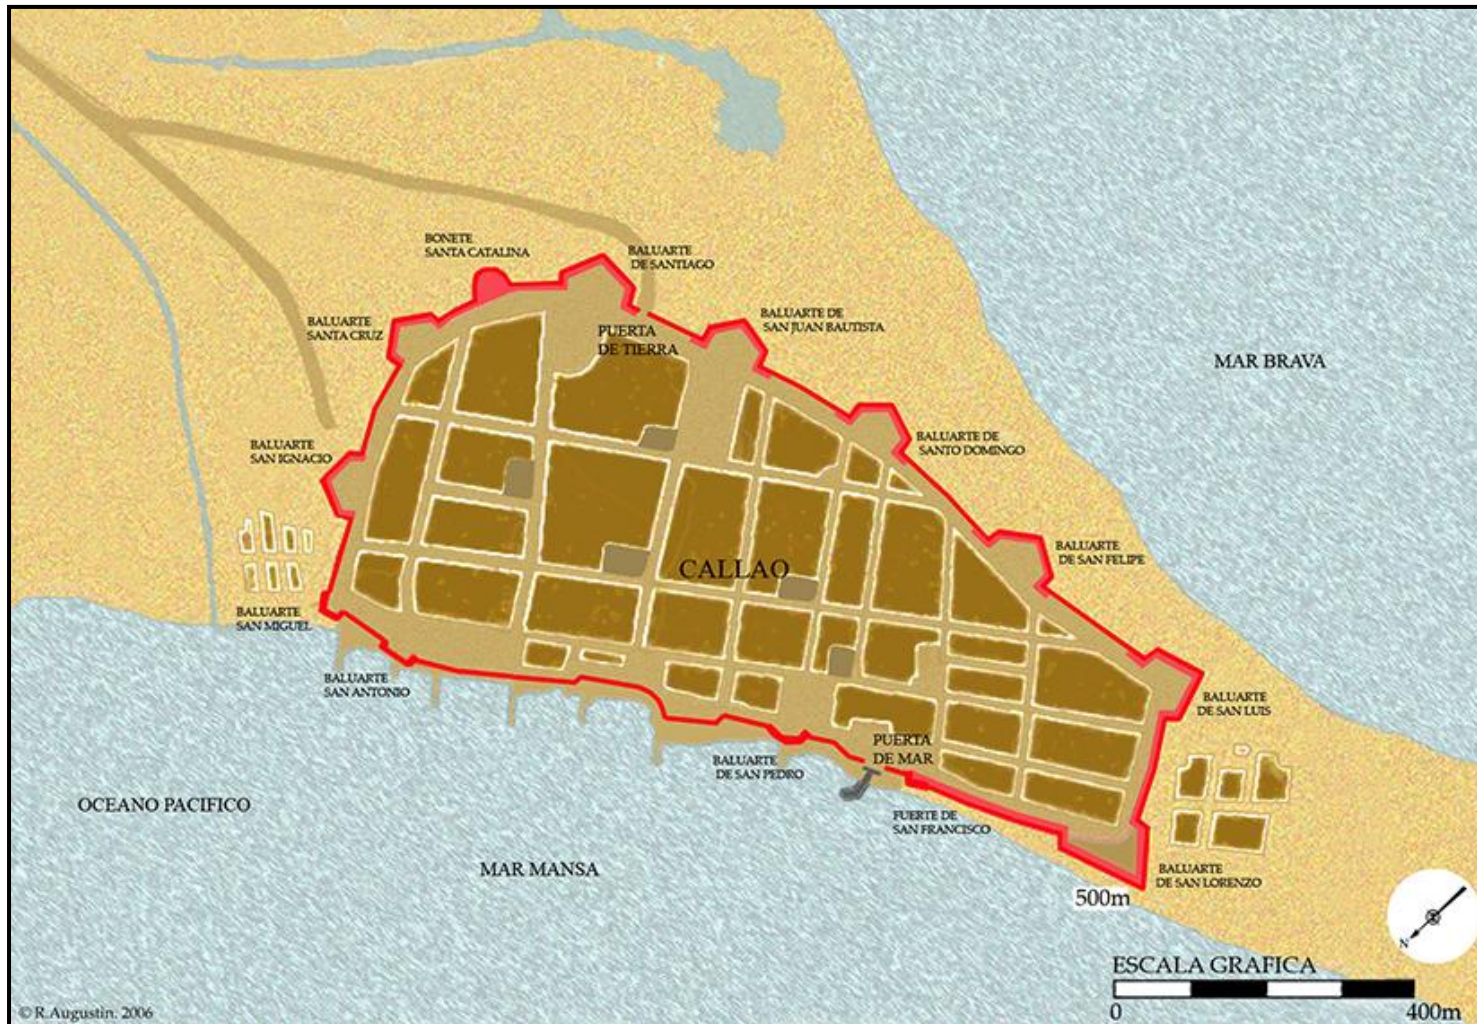 BONETE
SANTA CATALINA
BALUARTE
DE SANTIAGO
BALUARTE
SANTA CRUZ
PUERTA
DE TIERRA
BALUARTE DE
SAN JUAN BAUTISTA
MAR BRAVA
BALUARTE
SAN IGNACIO
BALUARTE DE
SANTO DOMINGO
BALUARTE
DE SAN FELIPE
CALLAO
BALUARTE
SAN MIGUEL
BALUARTE
SAN ANTONIO
BALUARTE
DE SAN LUIS
BALUARTE
DE SAN PEDRO
PUERTA
DE MAR
OCEANO PACIFICO
FUERTE DE
SAN FRANCISCO
MAR MANSA
BALUARTE
DE SAN LORENZO
500m
N
ESCALA GRAFICA
0 400m
© R.Augustin. 2006